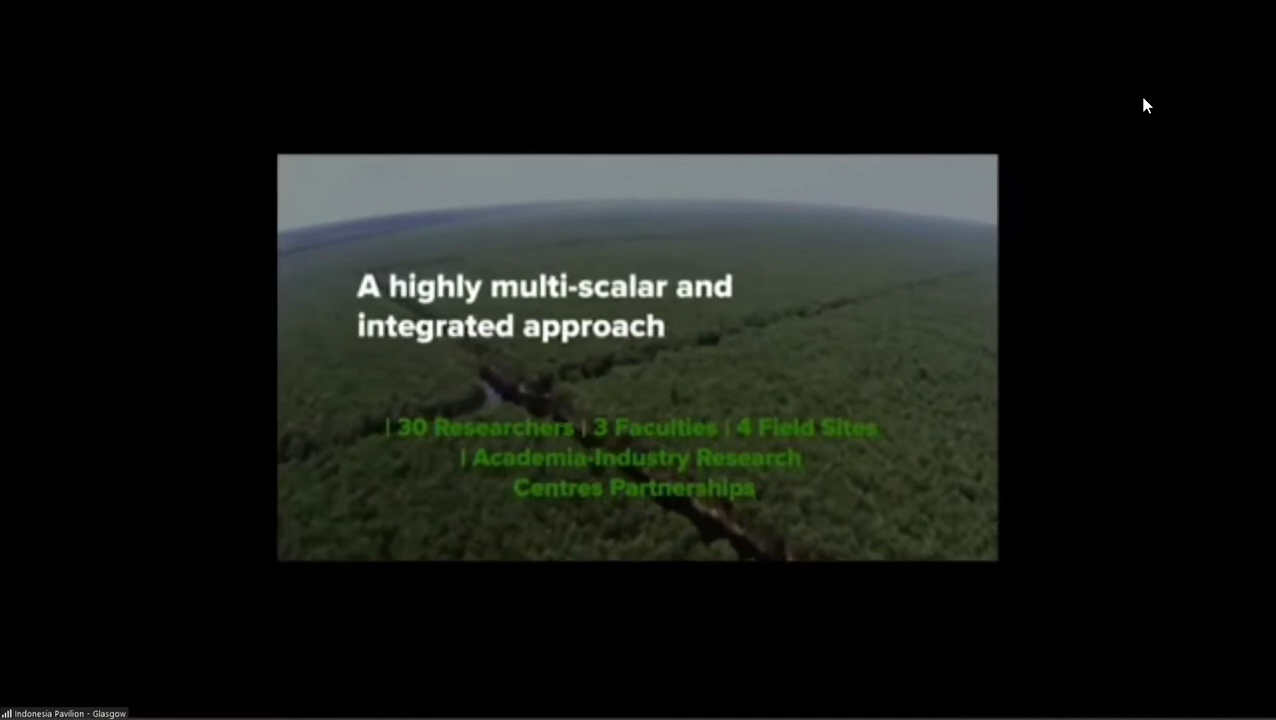 A highly multi-scalar and
integrated approach
| 30 Researchers | 3 Faculties | 4 Field Sites
| Academia-Industry Research
Centres Partnerships
Indonesia Pavilion - Glasgow